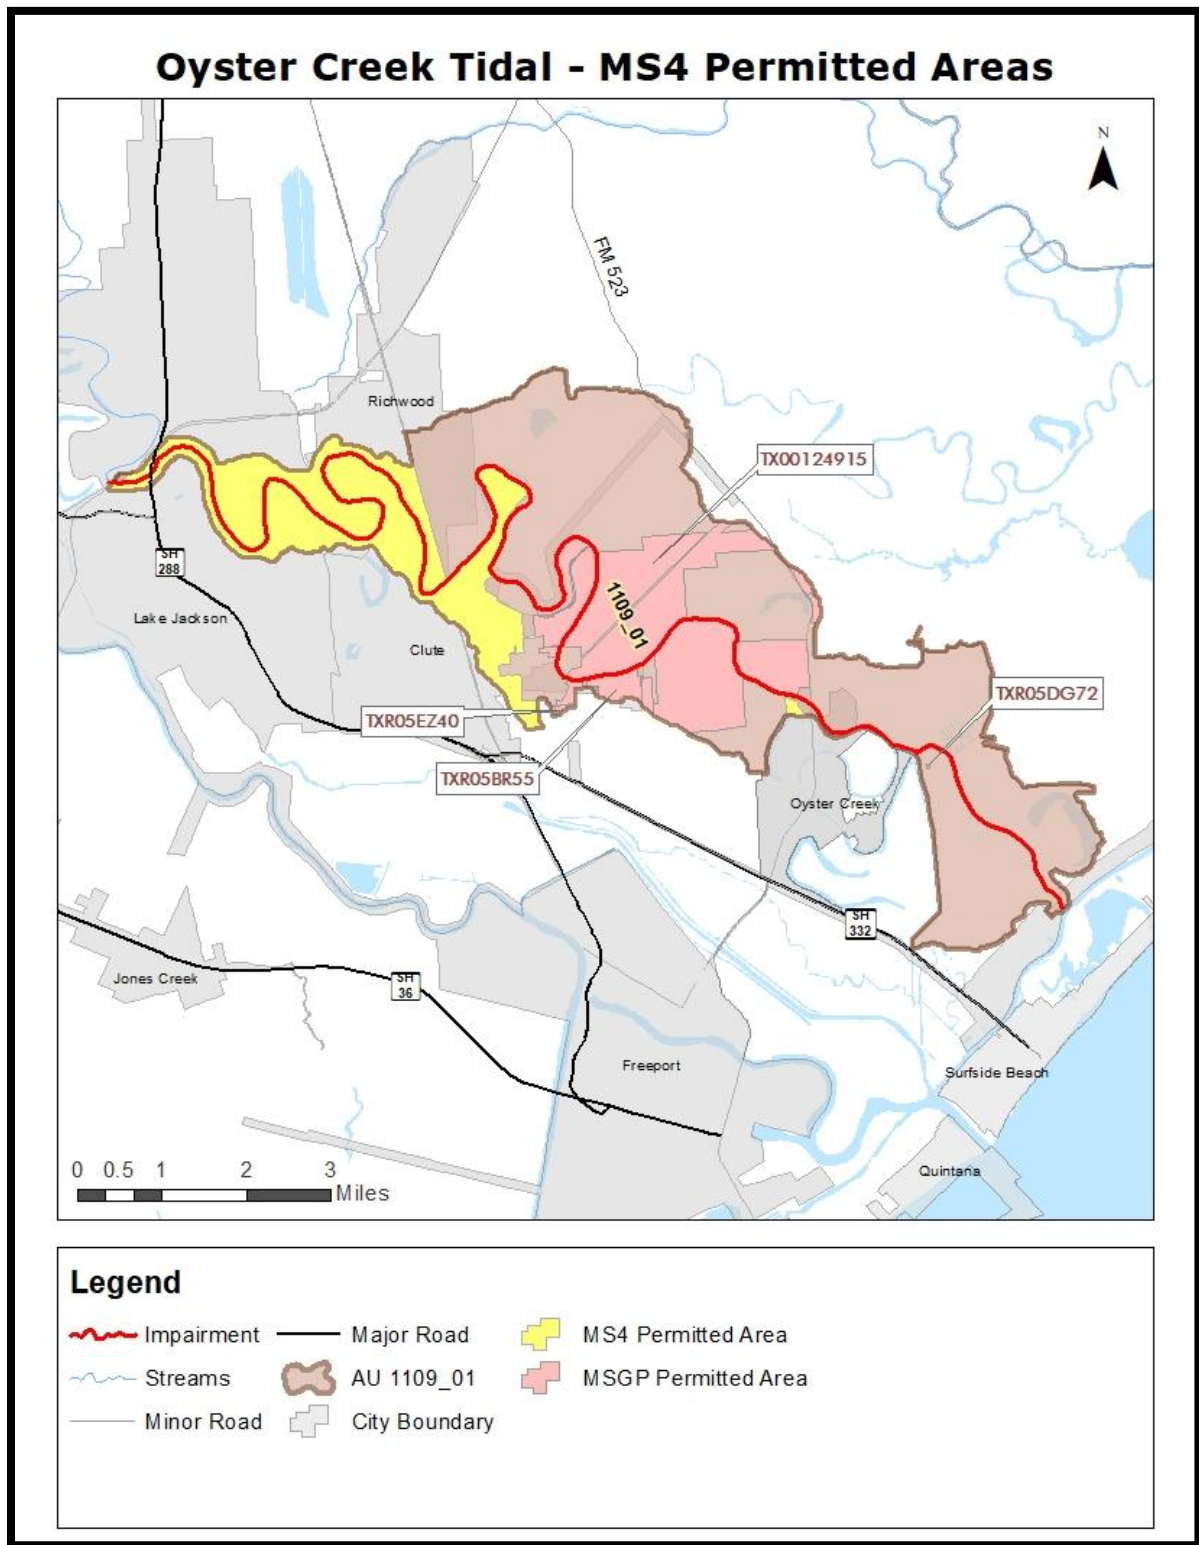 Oyster Creek Tidal - MS4 Permitted Areas
N
FM 523
Richwood
TX00124915
SH
288
1109_01
Lake Jackson
Clute
TXR05DG72
TXR05EZ40
TXR05BR55
Oyster Creek
SH
332
Jones Creek
SH
36
Freeport
Surfside Beach
Quintana
0 0.5 1 2 3
Miles
Legend
Impairment Major Road MS4 Permitted Area
Streams AU 1109_01 MSGP Permitted Area
Minor Road City Boundary